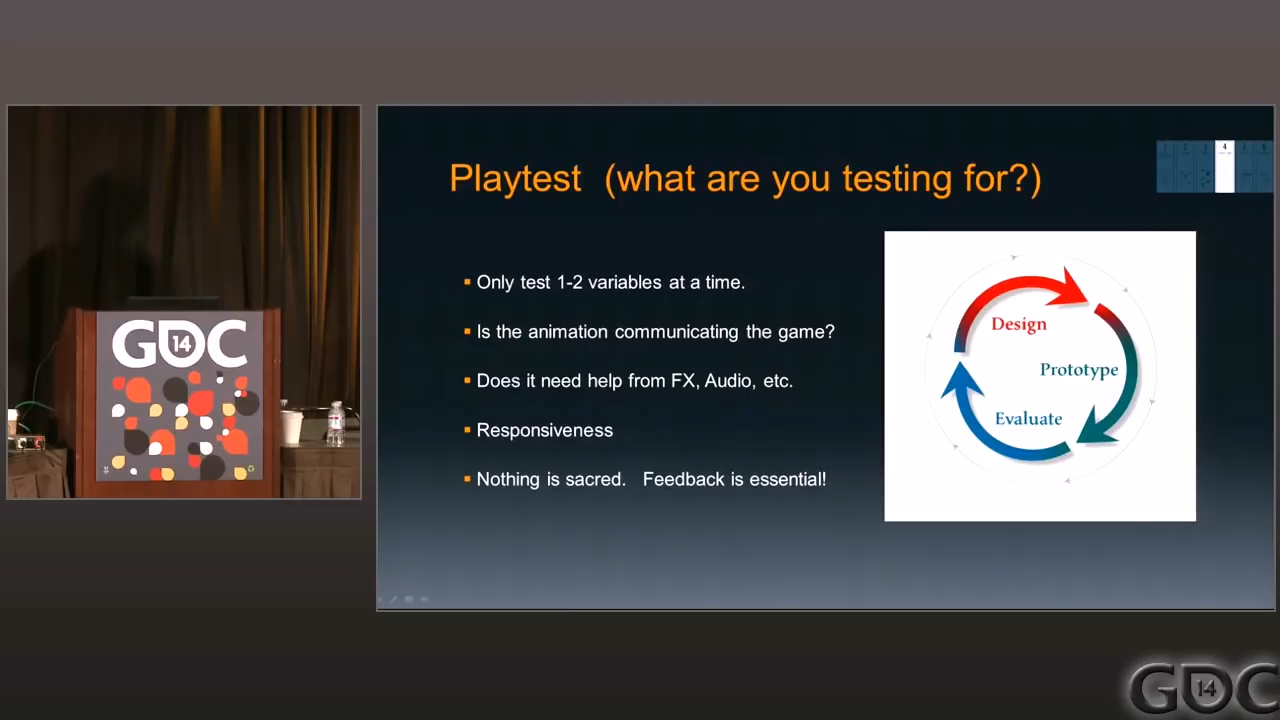 Playtest (what are you testing for?)
4
Only test 1-2 variables at a time.
Is the animation communicating the game?
Does it need help from FX, Audio, etc.
Responsiveness
Nothing is sacred. Feedback is essential!
Design
Prototype
Evaluate
GDC
14
GDC
14